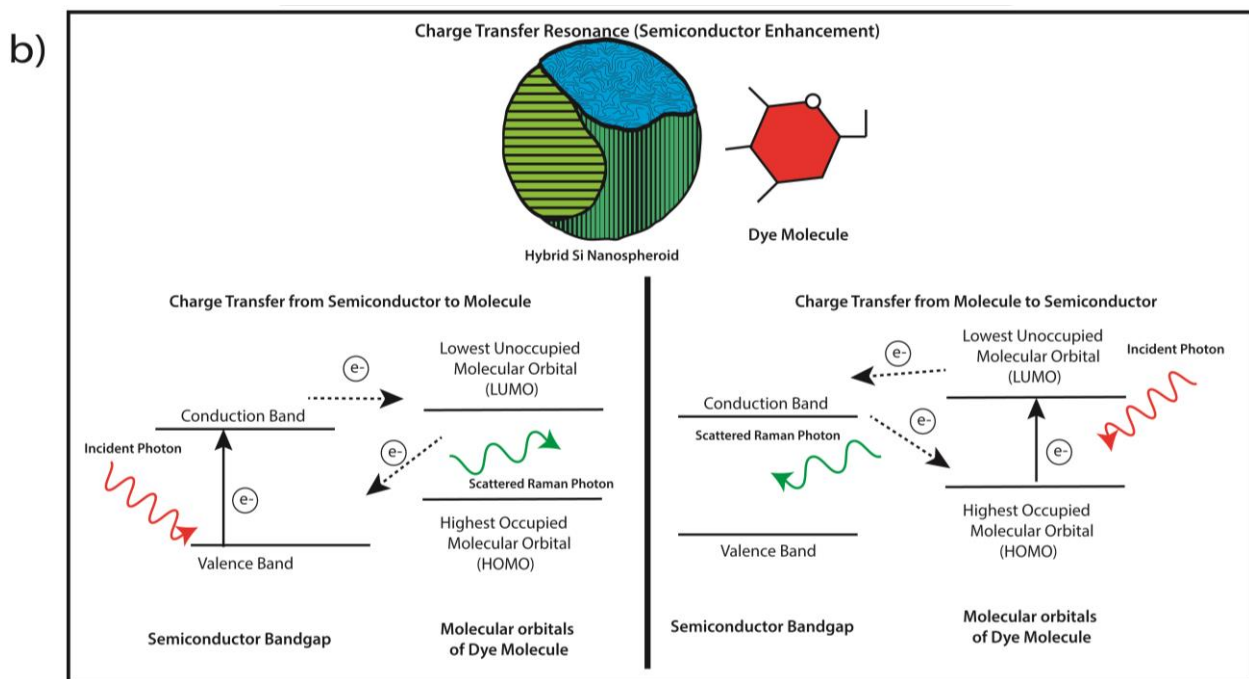 b)
Charge Transfer Resonance (Semiconductor Enhancement)
Hybrid Si Nanospheroid
Dye Molecule
Charge Transfer from Semiconductor to Molecule
Lowest Unoccupied
Molecular Orbital
(LUMO)
e-
Conduction Band
Incident Photon
e-
e-
Scattered Raman Photon
Valence Band
Highest Occupied
Molecular Orbital
(HOMO)
Semiconductor Bandgap
Molecular orbitals
of Dye Molecule
Charge Transfer from Molecule to Semiconductor
Lowest Unoccupied
Molecular Orbital
(LUMO)
e-
Incident Photon
Conduction Band
e-
Scattered Raman Photon
e-
Valence Band
Highest Occupied
Molecular Orbital
(HOMO)
Semiconductor Bandgap
Molecular orbitals
of Dye Molecule